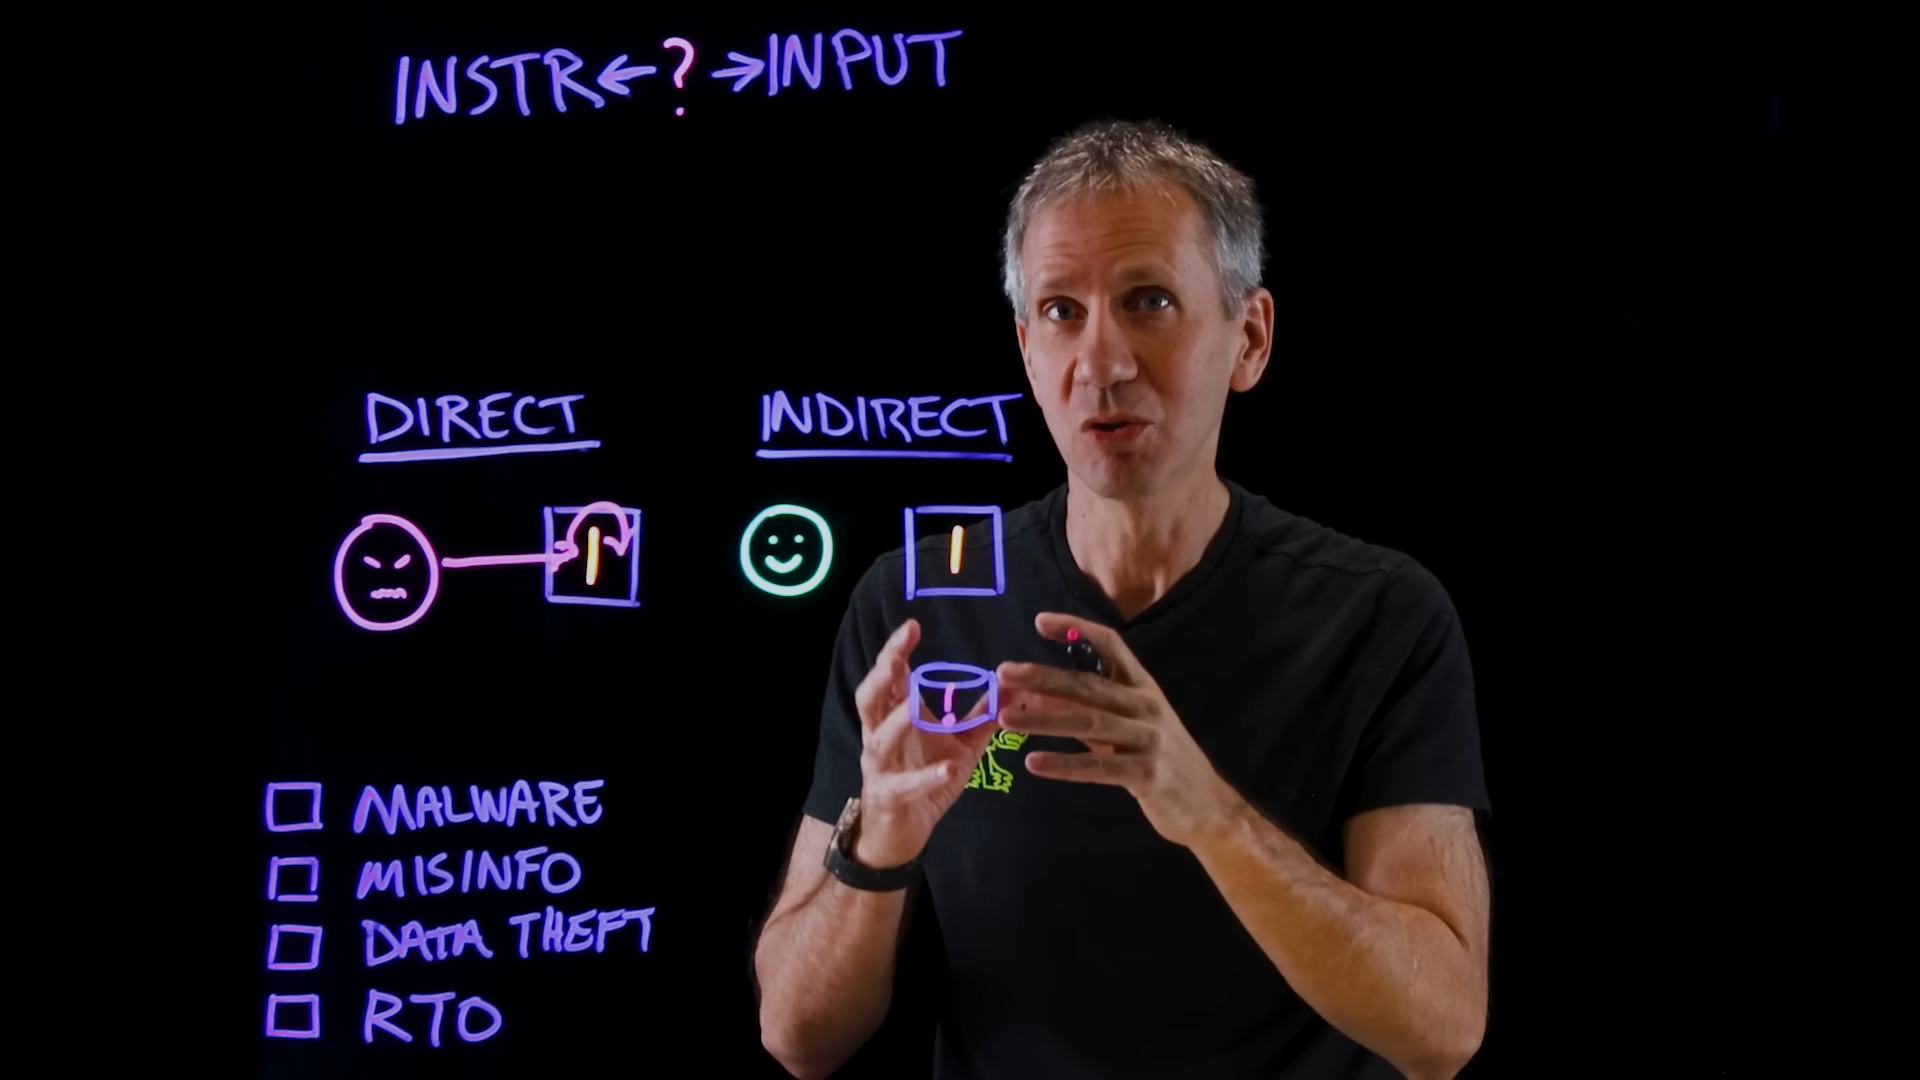 INSTR ← ? → INPUT
DIRECT
INDIRECT
!
□ MALWARE
□ MISINFO
□ DATA THEFT
□ RTO